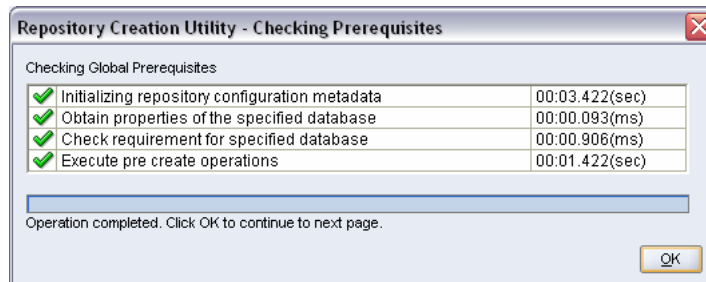 Repository Creation Utility - Checking Prerequisites
Checking Global Prerequisites
Initializing repository configuration metadata 00:03.422(sec)
Obtain properties of the specified database 00:00.093(ms)
Check requirement for specified database 00:00.906(ms)
Execute pre create operations 00:01.422(sec)
Operation completed. Click OK to continue to next page.
OK